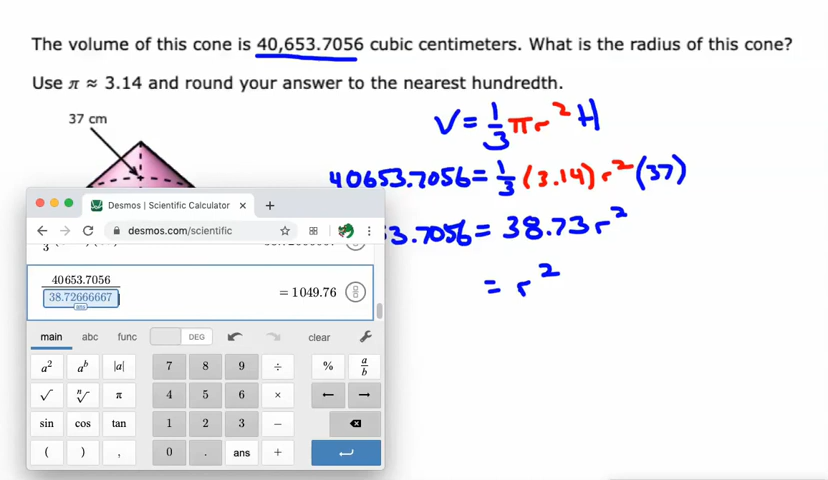 The volume of this cone is 40,653.7056 cubic centimeters. What is the radius of this cone?
Use π ≈ 3.14 and round your answer to the nearest hundredth.
37 cm
V = 1/3 πr² H
40653.7056 = 1/3 (3.14) r² (37)
3.7056 = 38.73r²
= r²
Desmos | Scientific Calculator
desmos.com/scientific
40653.7056
38.72666667
ans
= 1049.76
main abc func DEG clear
a² aᵇ |a| 7 8 9 ÷ % a/b
√ ⁿ√ π 4 5 6 × ← →
sin cos tan 1 2 3 −
( ) , 0 . ans +